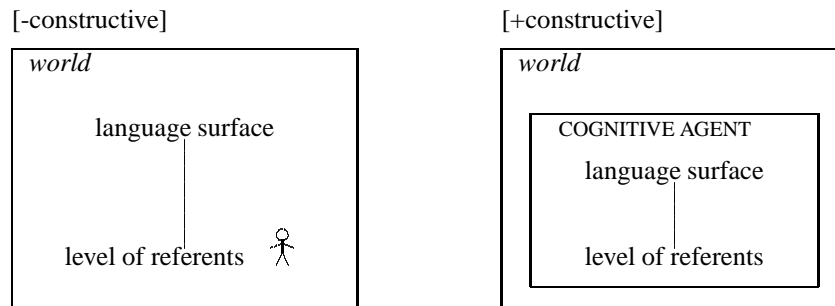 [-constructive]
world
language surface
level of referents
[+constructive]
world
COGNITIVE AGENT
language surface
level of referents